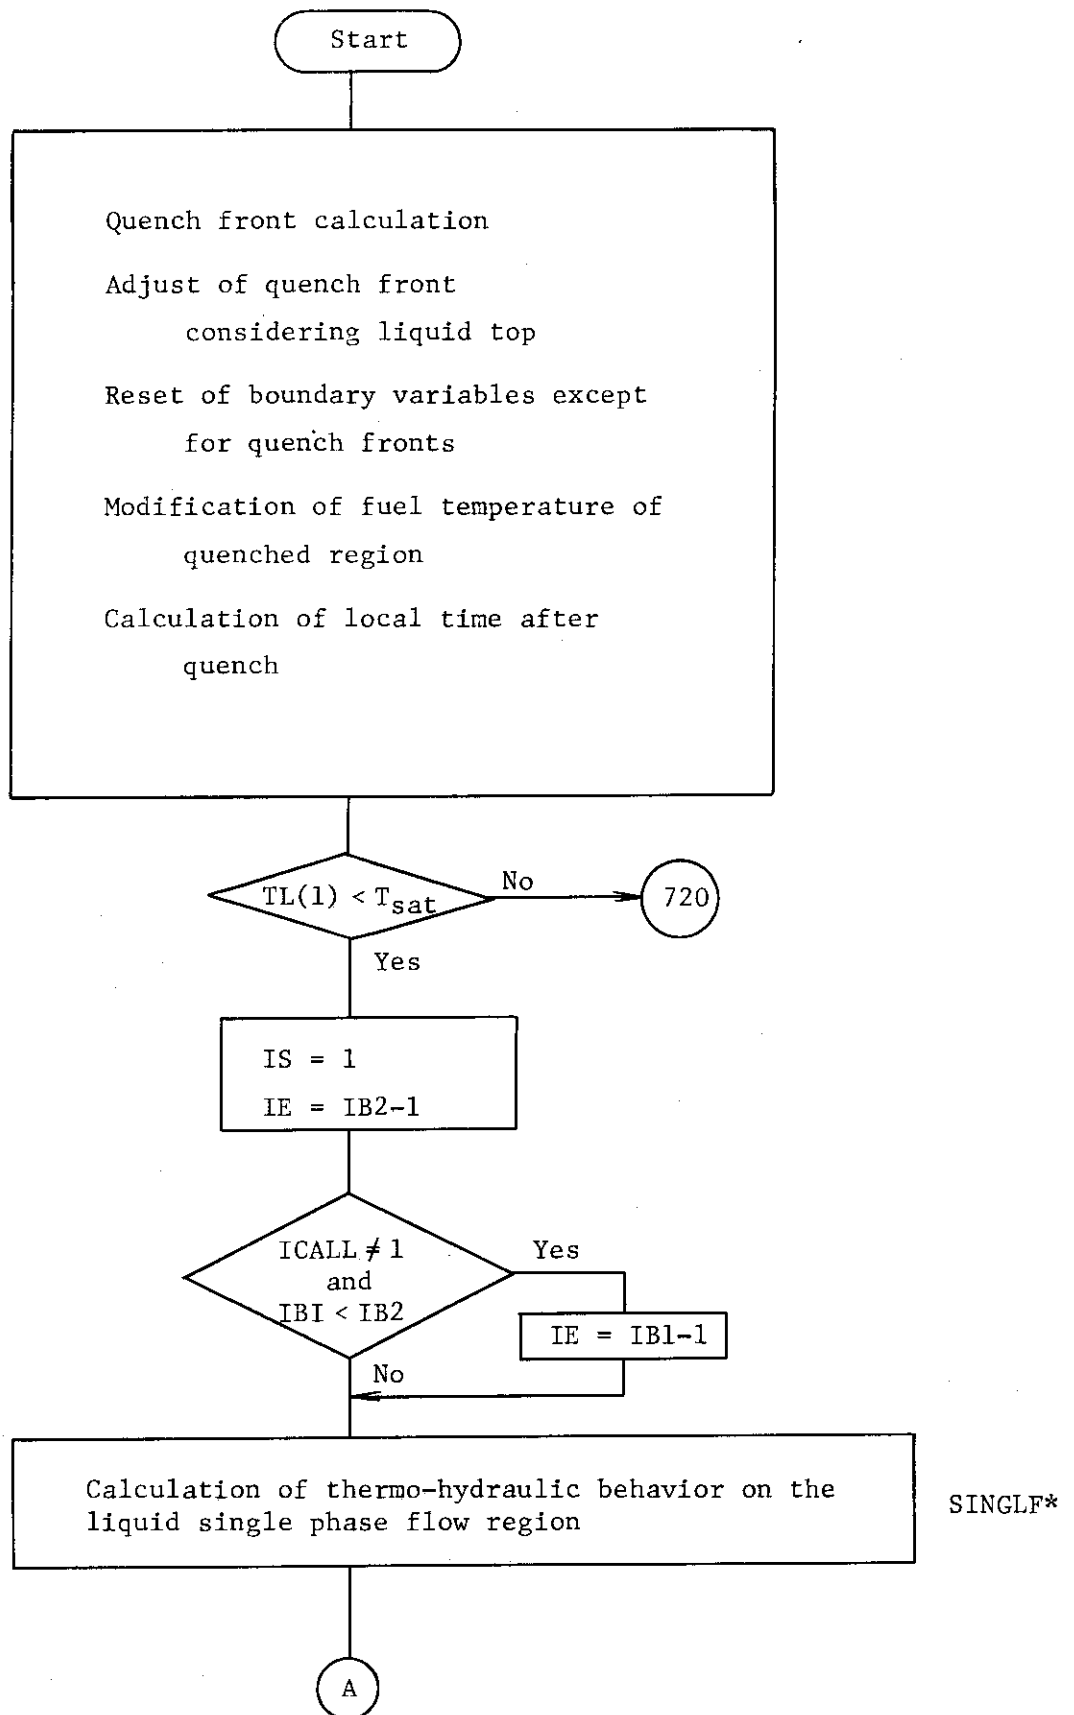 Start
Quench front calculation
Adjust of quench front
considering liquid top
Reset of boundary variables except
for quench fronts
Modification of fuel temperature of
quenched region
Calculation of local time after
quench
TL(1) < Tsat
No
720
Yes
IS = 1
IE = IB2-1
ICALL ≠ 1
and
IBI < IB2
Yes
IE = IB1-1
No
Calculation of thermo-hydraulic behavior on the
liquid single phase flow region
SINGLF*
A